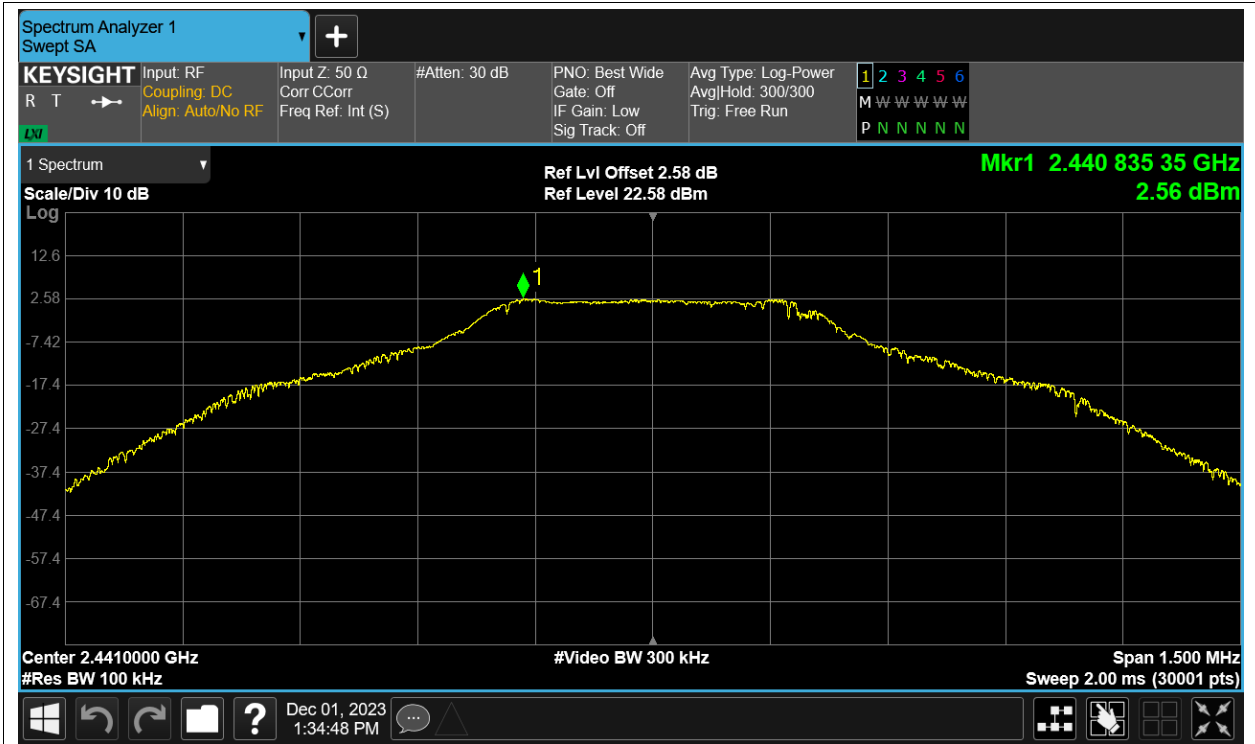 Spectrum Analyzer 1
Swept SA
+
KEYSIGHT
R T
LXI
Input: RF
Coupling: DC
Align: Auto/No RF
Input Z: 50 Ω
Corr CCorr
Freq Ref: Int (S)
#Atten: 30 dB
PNO: Best Wide
Gate: Off
IF Gain: Low
Sig Track: Off
Avg Type: Log-Power
Avg|Hold: 300/300
Trig: Free Run
1 2 3 4 5 6
M W W W W W
P N N N N N
1 Spectrum
Scale/Div 10 dB
Log
Ref Lvl Offset 2.58 dB
Ref Level 22.58 dBm
Mkr1 2.440 835 35 GHz
2.56 dBm
12.6
2.58
-7.42
-17.4
-27.4
-37.4
-47.4
-57.4
-67.4
1
Center 2.4410000 GHz
#Res BW 100 kHz
#Video BW 300 kHz
Span 1.500 MHz
Sweep 2.00 ms (30001 pts)
?
Dec 01, 2023
1:34:48 PM